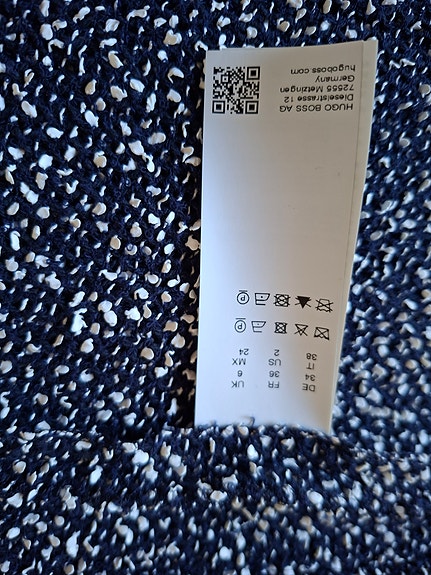 DE FR UK
34 36 6
IT US MX
38 2 24
HUGO BOSS AG
Dieselstrasse 12
72555 Metzingen
Germany
hugoboss.com